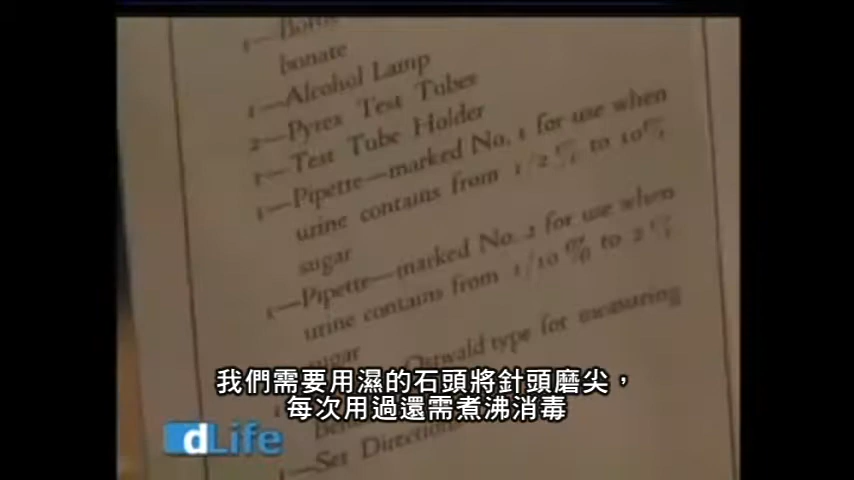 bonate
1—Alcohol Lamp
2—Pyrex Test Tubes
1—Test Tube Holder
1—Pipette—marked No. 1 for use when
urine contains from 1/2 % to 10%
sugar
1—Pipette—marked No. 2 for use when
urine contains from 1/10 % to 2 %
sugar
Ostwald type for measuring
我們需要用濕的石頭將針頭磨尖，
每次用過還需煮沸消毒
dLife
1—Set Directions